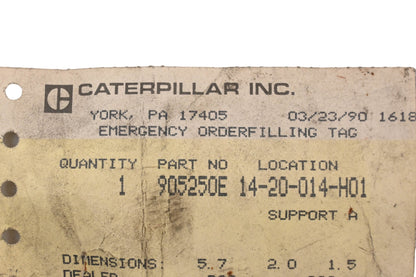 CATERPILLAR INC.
YORK, PA 17405 03/23/90 1618
EMERGENCY ORDERFILLING TAG
QUANTITY PART NO LOCATION
1 905250E 14-20-014-H01
SUPPORT A
DIMENSIONS: 5.7 2.0 1.5
DEALER